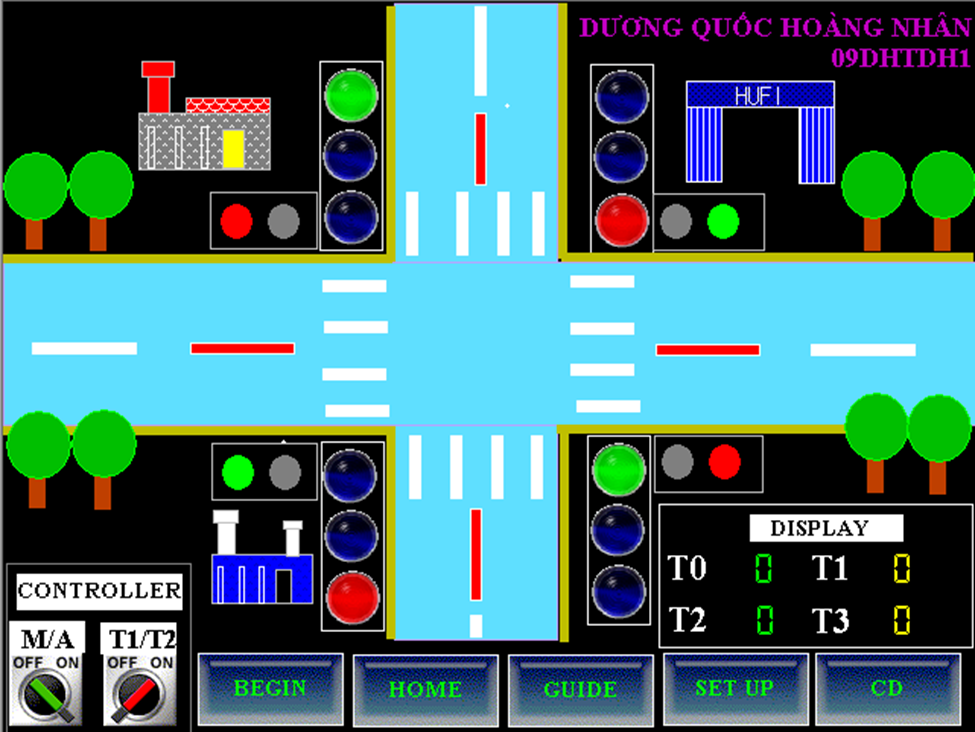 DƯƠNG QUỐC HOÀNG NHÂN
09DHTDH1
HUFI
DISPLAY
T0 0 T1 0
T2 0 T3 0
CONTROLLER
M/A T1/T2
OFF ON OFF ON
BEGIN HOME GUIDE SET UP CD